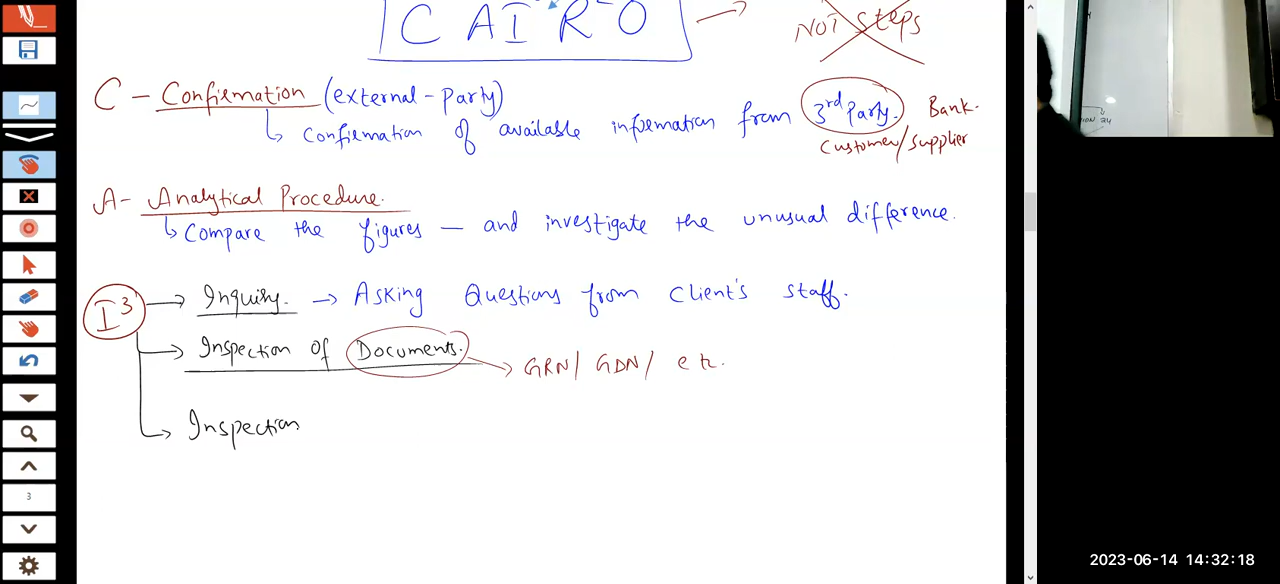 C A I R O → NOT steps
C - Confirmation (external-Party)
↳ Confirmation of available information from 3rd Party. Bank.
Customer/Supplier
A - Analytical Procedure.
↳ Compare the figures — and investigate the unusual difference.
I³ → Inquiry. → Asking Questions from Client's staff.
→ Inspection of Documents. → GRN/ GDN/ etc.
→ Inspection
3
2023-06-14 14:32:18